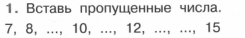 1. Вставь пропущенные числа.
7, 8, ..., 10, ..., 12, ..., ..., 15